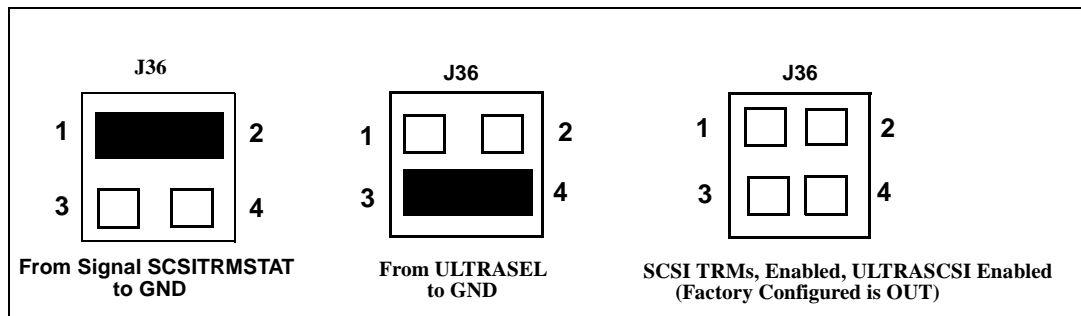 J36
1 2
3 4
From Signal SCSITRMSTAT
to GND
J36
1 2
3 4
From ULTRASEL
to GND
J36
1 2
3 4
SCSI TRMs, Enabled, ULTRASCSI Enabled
(Factory Configured is OUT)